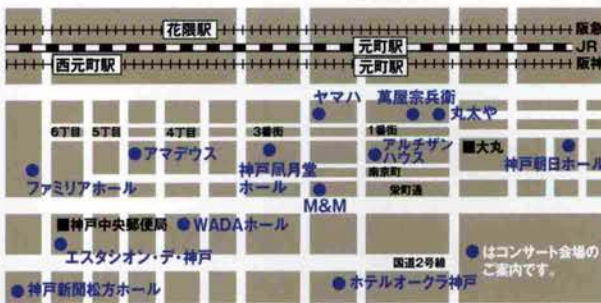 花隈駅
阪急
元町駅
JR
西元町駅
元町駅
阪神
ヤマハ
萬屋宗兵衛
丸太や
6丁目
5丁目
4丁目
3番街
1番街
アマデウス
神戸凬月堂
ホール
アルチザン
ハウス
■大丸
神戸朝日ホール
南京町
ファミリアホール
栄町通
M&M
■神戸中央郵便局
WADAホール
エスタシオン・デ・神戸
国道2号線
●はコンサート会場の
ご案内です。
神戸新聞松方ホール
ホテルオークラ神戸